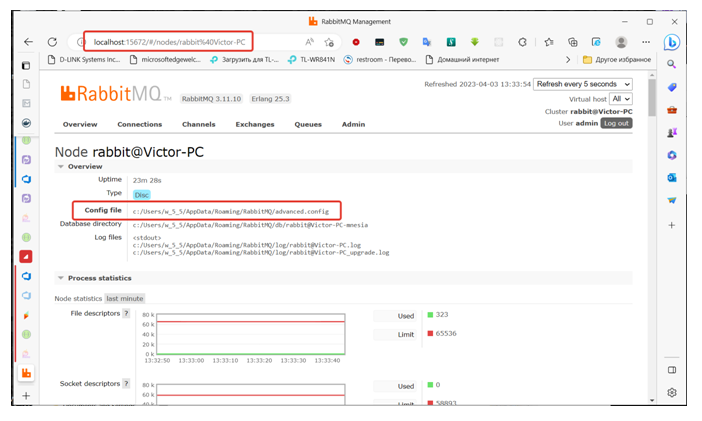 RabbitMQ Management
localhost:15672/#/nodes/rabbit%40Victor-PC
D-LINK Systems Inc...
microsoftedgewelc...
Загрузить для TL-...
TL-WR841N
restroom - Перево...
Домашний интернет
Другое избранное
Refreshed 2023-04-03 13:33:54 Refresh every 5 seconds
RabbitMQ TM RabbitMQ 3.11.10 Erlang 25.3
Virtual host All
Cluster rabbit@Victor-PC
User admin Log out
Overview Connections Channels Exchanges Queues Admin
Node rabbit@Victor-PC
Overview
Uptime 23m 28s
Type Disc
Config file c:/Users/w_5_5/AppData/Roaming/RabbitMQ/advanced.config
Database directory c:/Users/w_5_5/AppData/Roaming/RabbitMQ/db/rabbit@Victor-PC-mnesia
Log files <stdout>
c:/Users/w_5_5/AppData/Roaming/RabbitMQ/log/rabbit@Victor-PC.log
c:/Users/w_5_5/AppData/Roaming/RabbitMQ/log/rabbit@Victor-PC_upgrade.log
Process statistics
Node statistics last minute
File descriptors ?
80 k
60 k
40 k
20 k
0 k
13:32:50 13:33:00 13:33:10 13:33:20 13:33:30 13:33:40
Used 323
Limit 65536
Socket descriptors ?
80 k
60 k
40 k
Used 0
Limit 58893